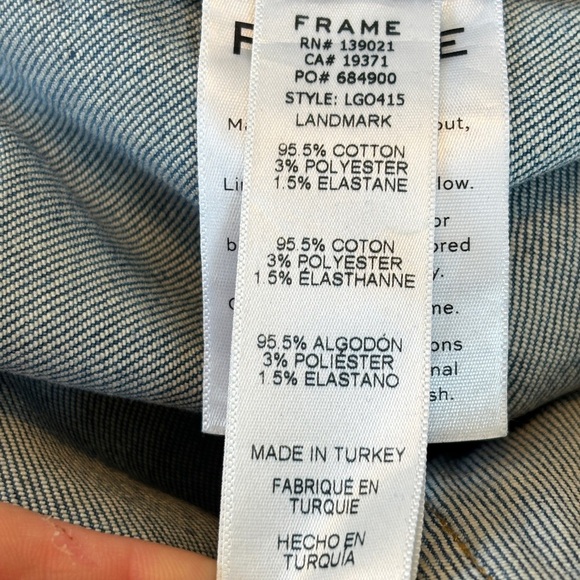 FRAME
RN# 139021
CA# 19371
PO# 684900
STYLE: LGO415
LANDMARK
95.5% COTTON
3% POLYESTER
1.5% ELASTANE
95.5% COTON
3% POLYESTER
1.5% ÉLASTHANNE
95.5% ALGODÓN
3% POLIÉSTER
1.5% ELASTANO
MADE IN TURKEY
FABRIQUÉ EN
TURQUIE
HECHO EN
TURQUÍA